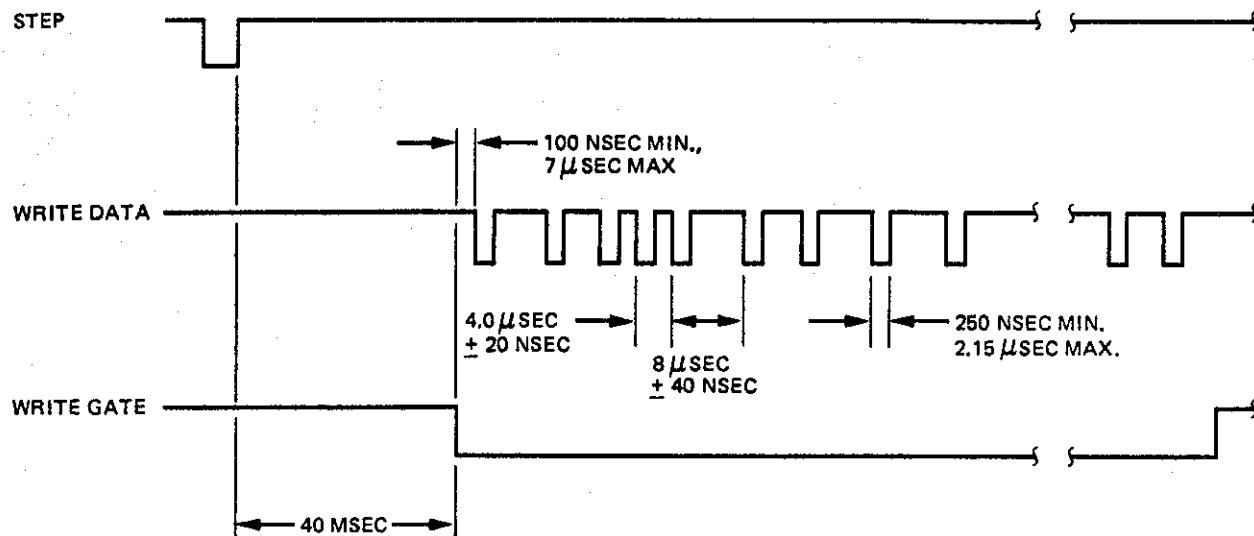 STEP
100 NSEC MIN.,
7 μSEC MAX
WRITE DATA
4.0 μSEC
± 20 NSEC
8 μSEC
± 40 NSEC
250 NSEC MIN.
2.15 μSEC MAX.
WRITE GATE
40 MSEC